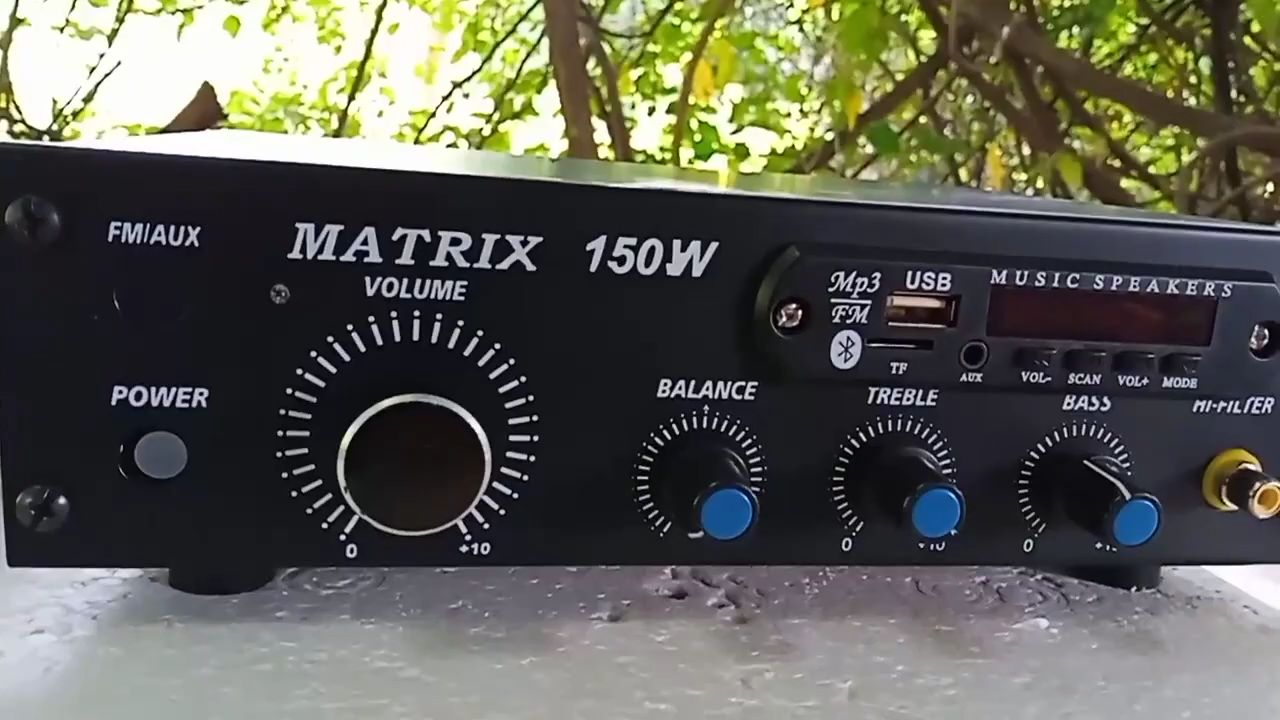 FM/AUX
MATRIX 150W
VOLUME
0
+10
POWER
Mp3
FM
USB
MUSIC SPEAKERS
TF
AUX
VOL-
SCAN
VOL+
MODE
BALANCE
TREBLE
0
+10
BASS
0
HI-FILTER